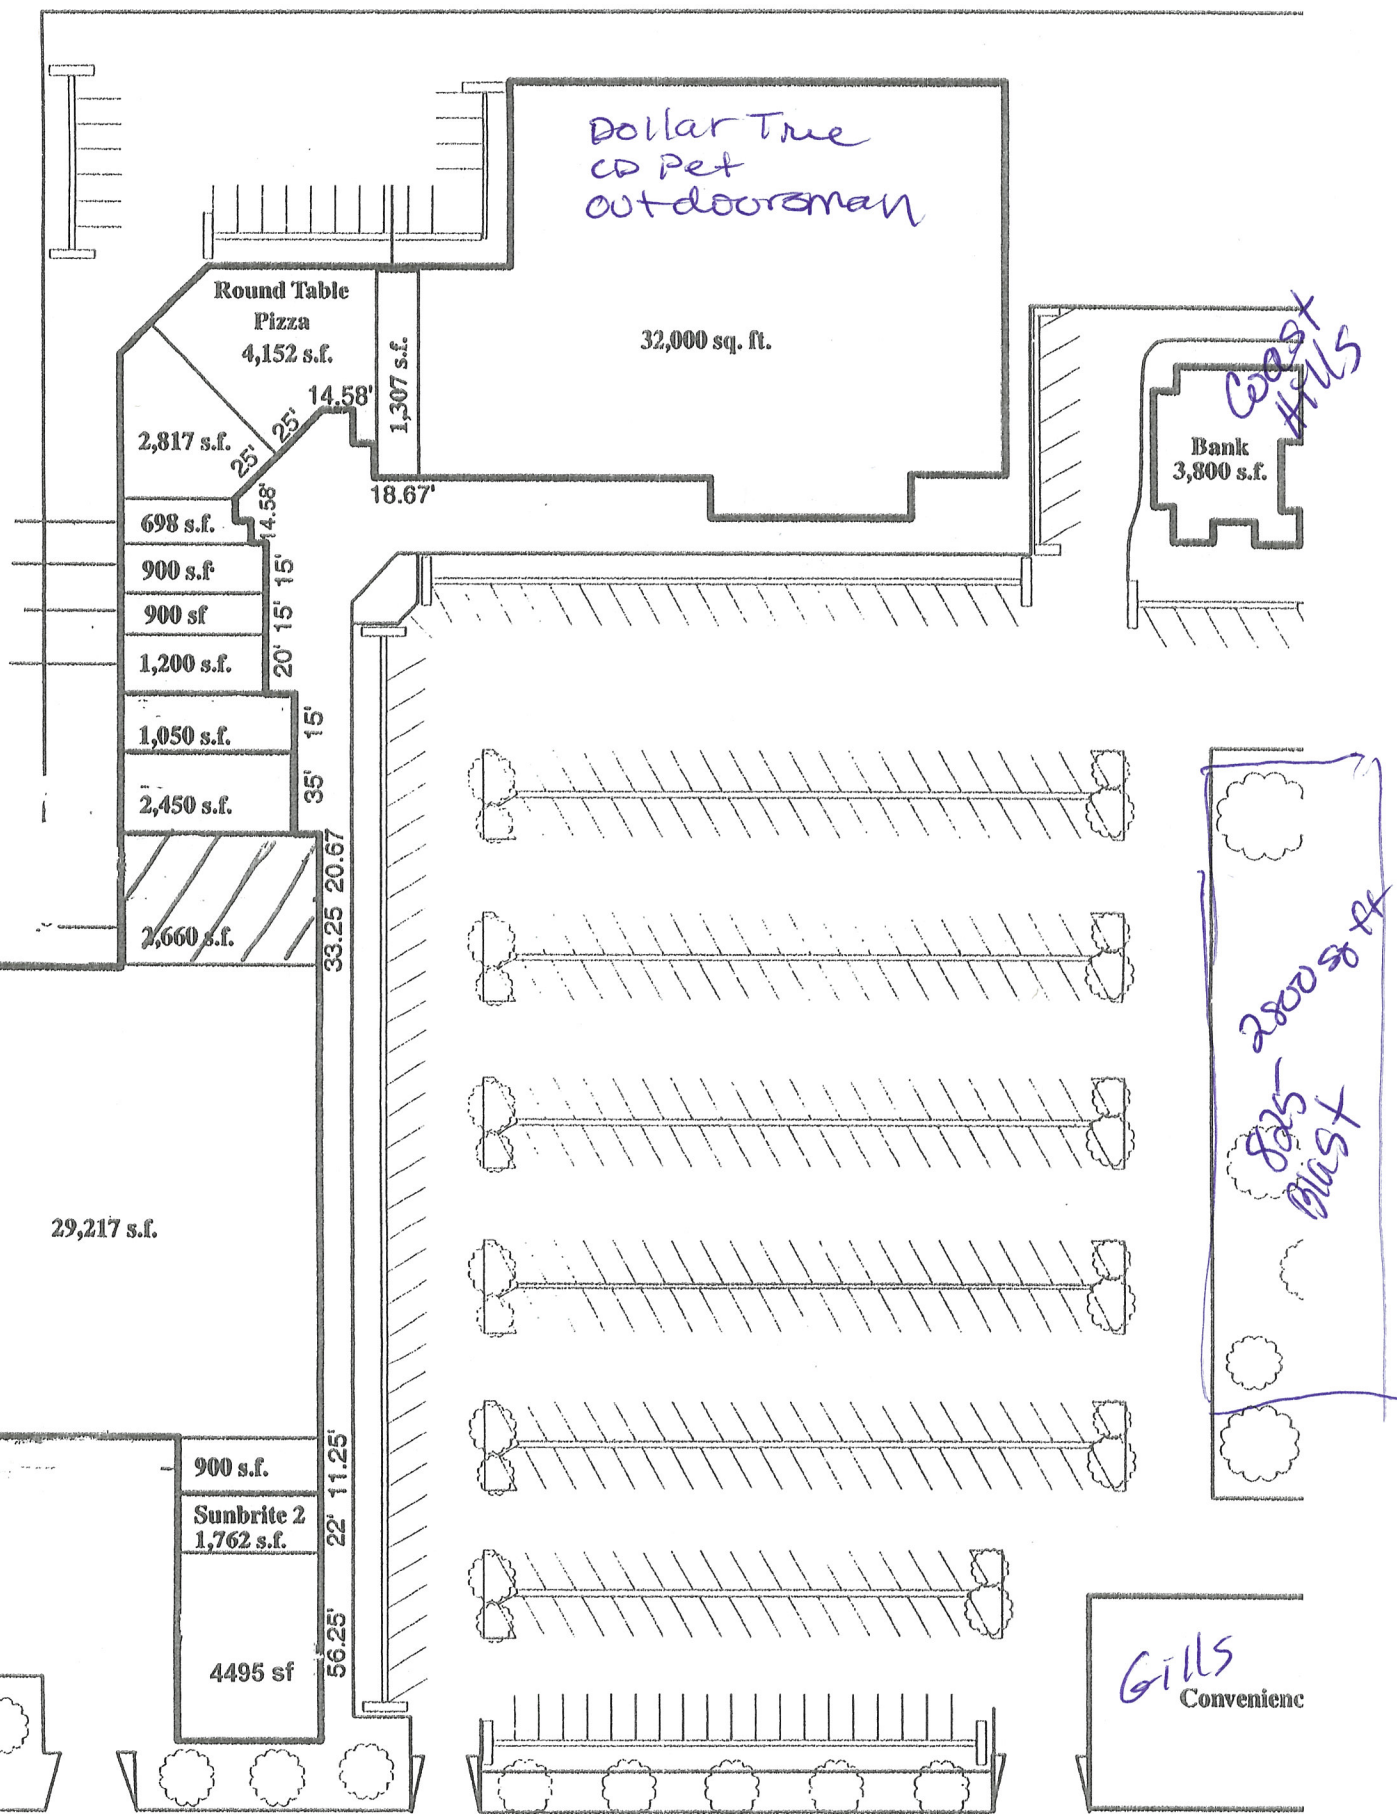 Dollar Tree
CD Pet
outdoorsman
Round Table
Pizza
4,152 s.f.
1,307 s.f.
32,000 sq. ft.
Coast
Hills
Bank
3,800 s.f.
14.58'
25'
25'
2,817 s.f.
18.67'
14.58'
698 s.f.
900 s.f.
15'
900 sf
15'
1,200 s.f.
20'
1,050 s.f.
15'
2,450 s.f.
35'
20.67
2,660 s.f.
33.25
825- 2800 sq ft
Blast
29,217 s.f.
900 s.f.
11.25'
Sunbrite 2
1,762 s.f.
22'
4495 sf
56.25'
Gills
Convenienc